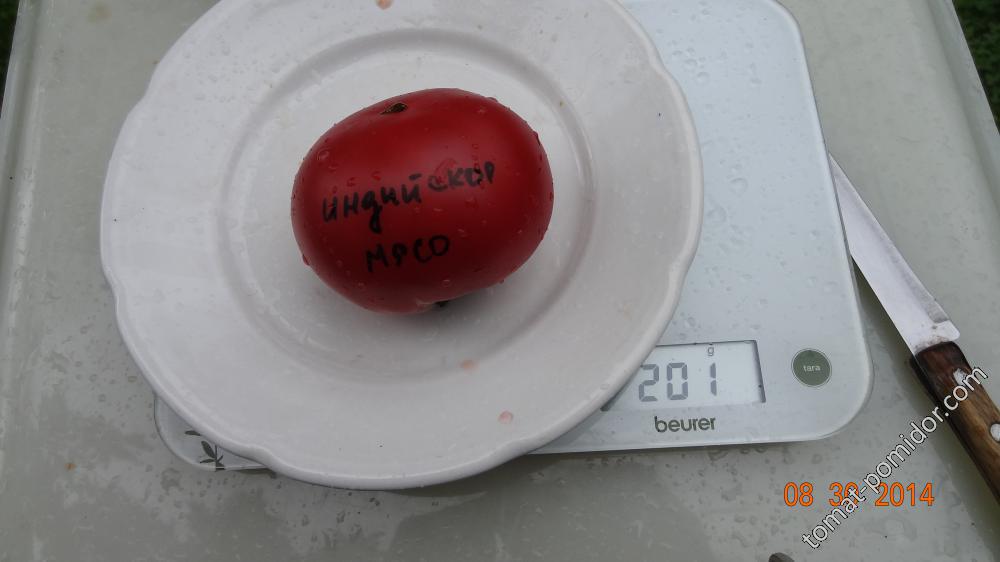 индийское
мясо
g
201
tara
beurer
08 30 2014
tomat-pomidor.com